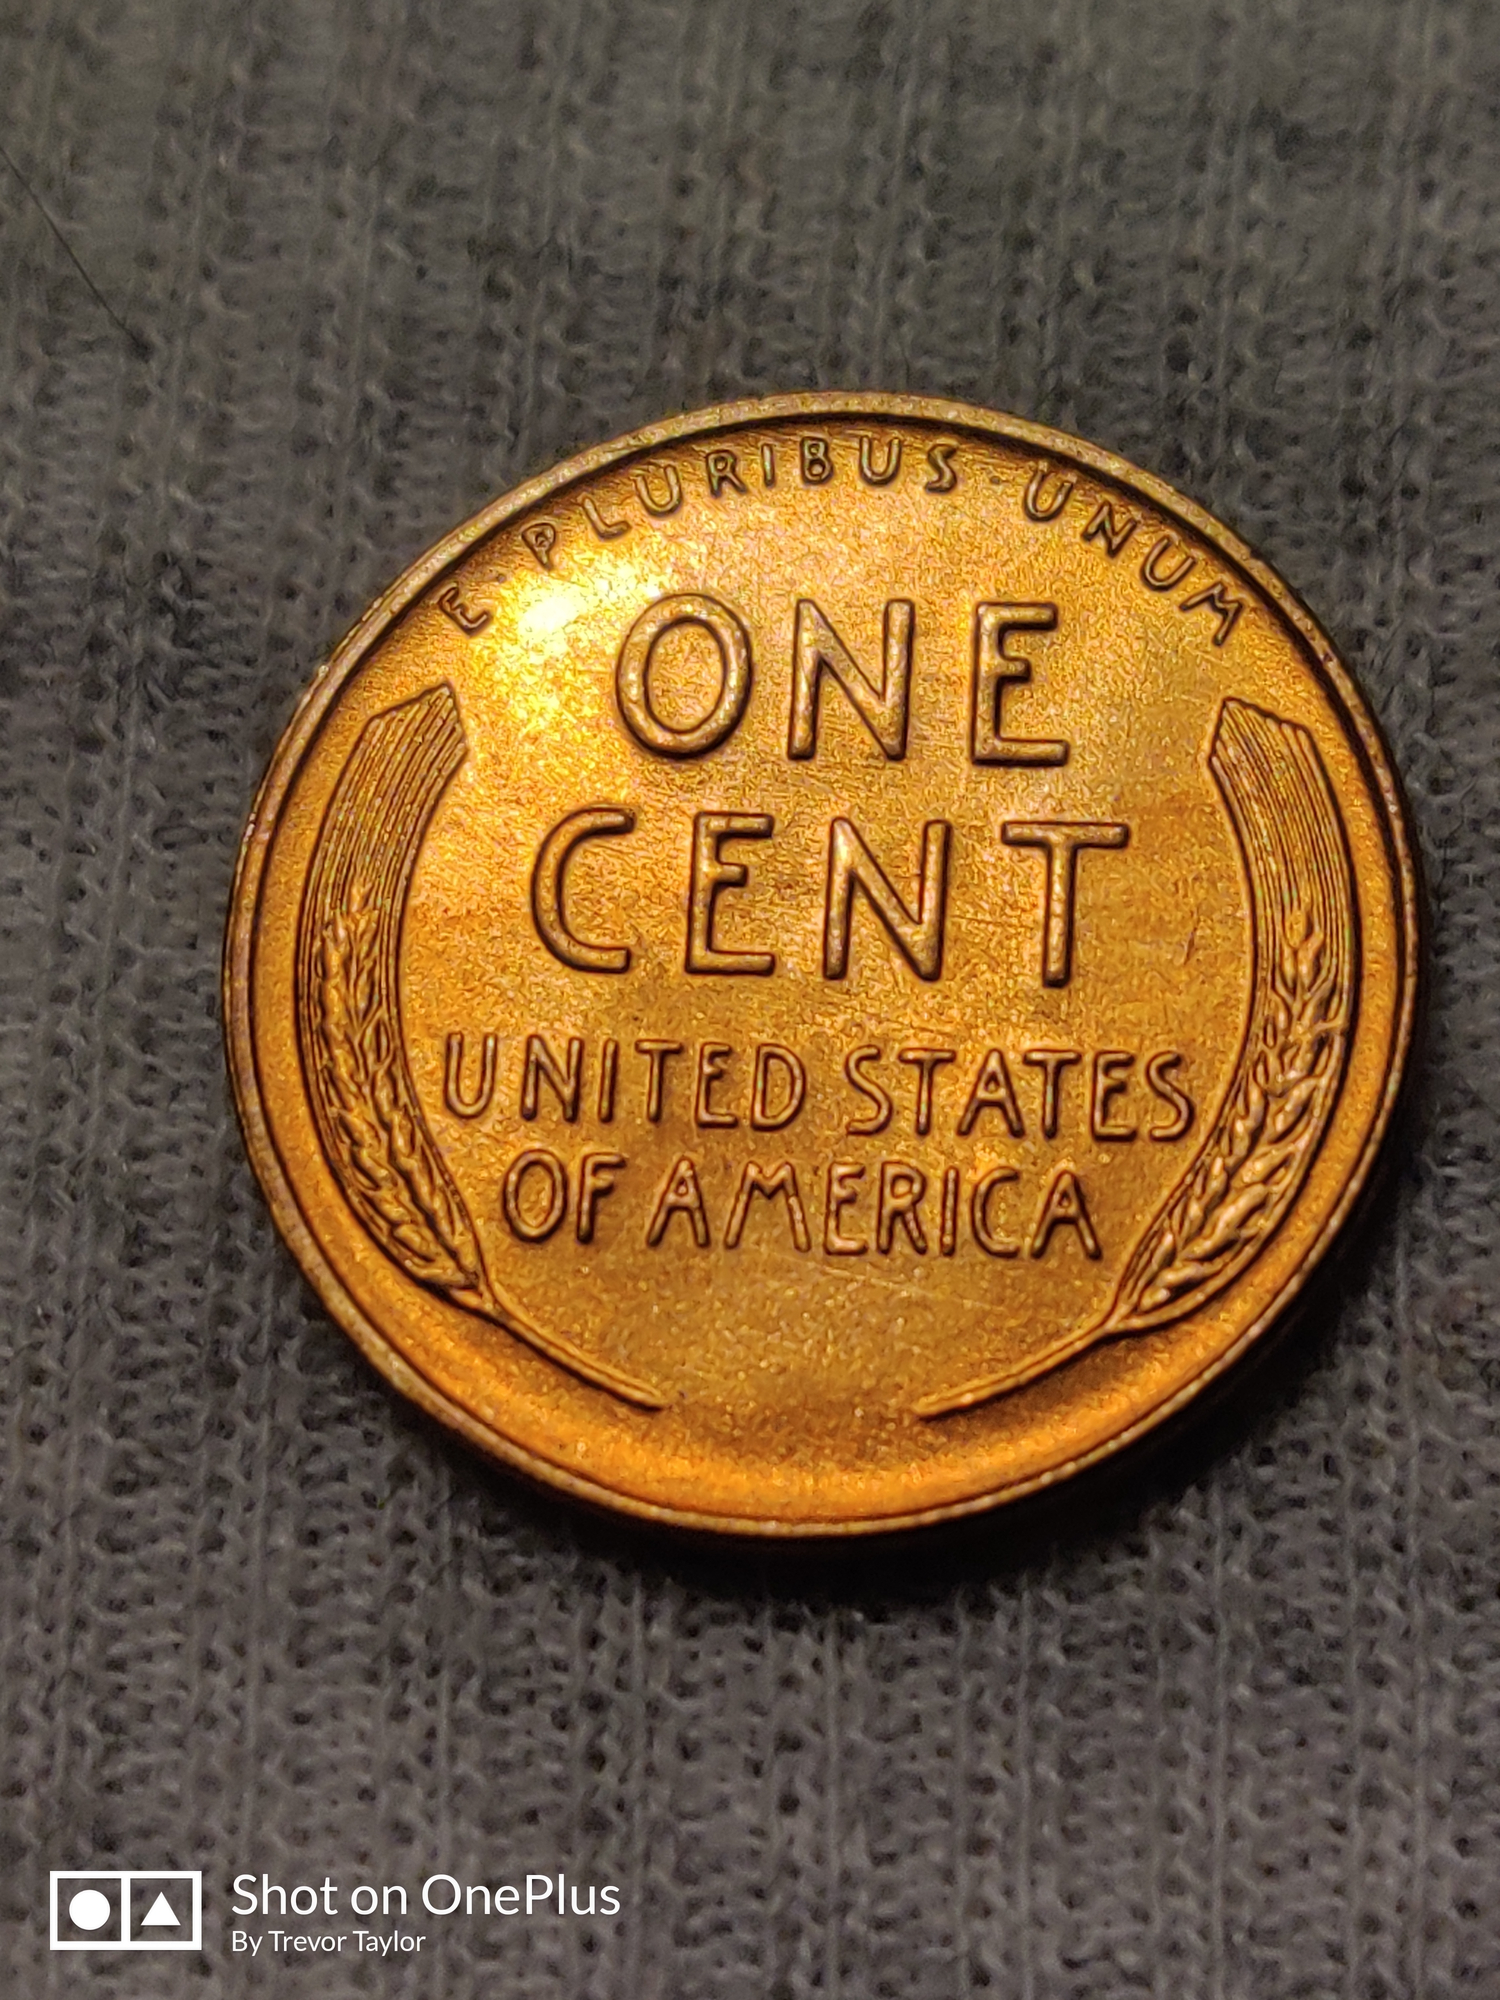 E · PLURIBUS · UNUM
ONE
CENT
UNITED STATES
OF AMERICA
Shot on OnePlus
By Trevor Taylor